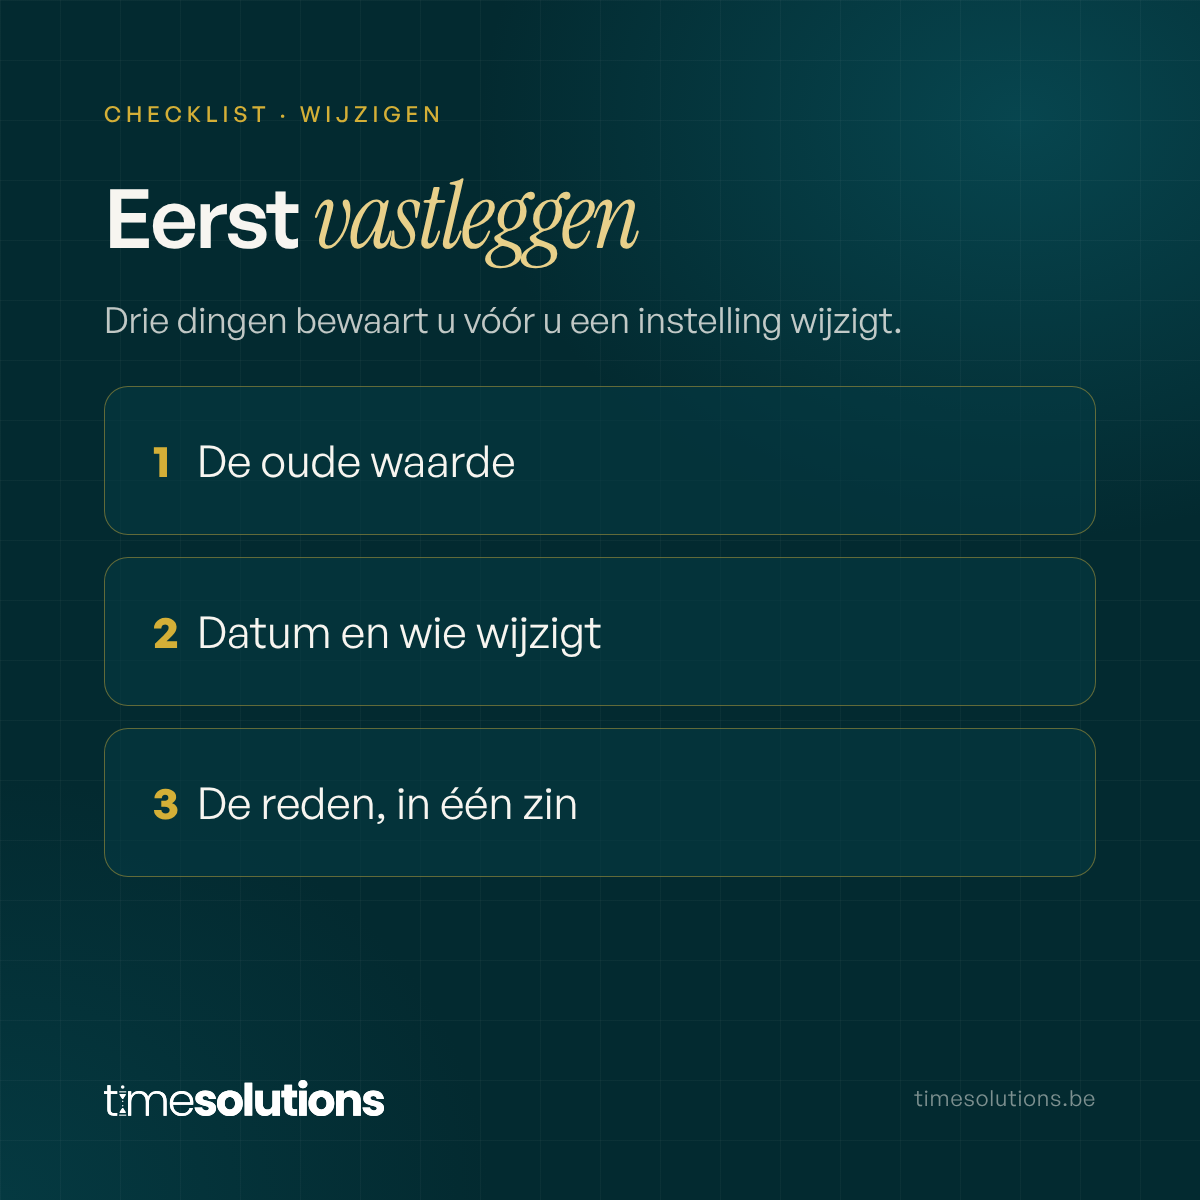 CHECKLIST · WIJZIGEN
Eerst vastleggen
Drie dingen bewaart u vóór u een instelling wijzigt.
1 De oude waarde
2 Datum en wie wijzigt
3 De reden, in één zin
timesolutions
timesolutions.be